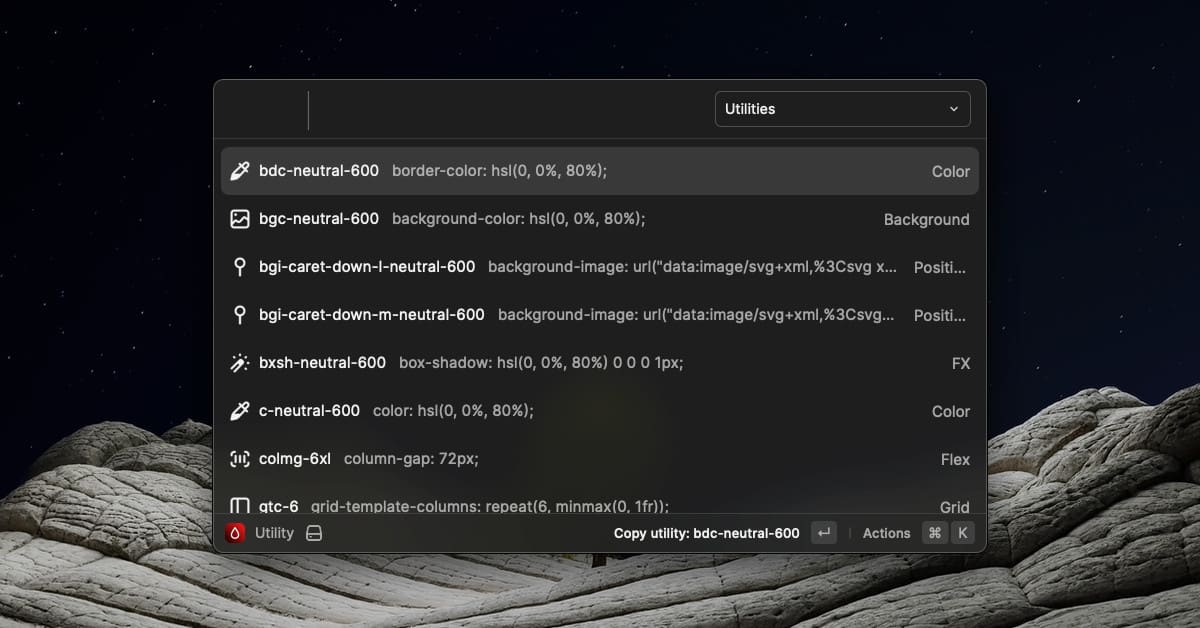 Utilities
bdc-neutral-600 border-color: hsl(0, 0%, 80%); Color
bgc-neutral-600 background-color: hsl(0, 0%, 80%); Background
bgi-caret-down-l-neutral-600 background-image: url("data:image/svg+xml,%3Csvg x... Positi...
bgi-caret-down-m-neutral-600 background-image: url("data:image/svg+xml,%3Csvg... Positi...
bxsh-neutral-600 box-shadow: hsl(0, 0%, 80%) 0 0 0 1px; FX
c-neutral-600 color: hsl(0, 0%, 80%); Color
colmg-6xl column-gap: 72px; Flex
gtc-6 grid-template-columns: repeat(6, minmax(0, 1fr)); Grid
Utility Copy utility: bdc-neutral-600 ↵ Actions ⌘ K